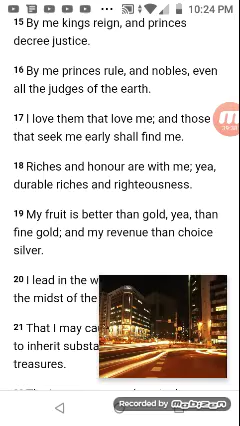 10:24 PM
15 By me kings reign, and princes
decree justice.
16 By me princes rule, and nobles, even
all the judges of the earth.
17 I love them that love me; and those
that seek me early shall find me.
39:38
18 Riches and honour are with me; yea,
durable riches and righteousness.
19 My fruit is better than gold, yea, than
fine gold; and my revenue than choice
silver.
20 I lead in the w
the midst of the
21 That I may cau
to inherit substa
treasures.
Recorded by mobizen